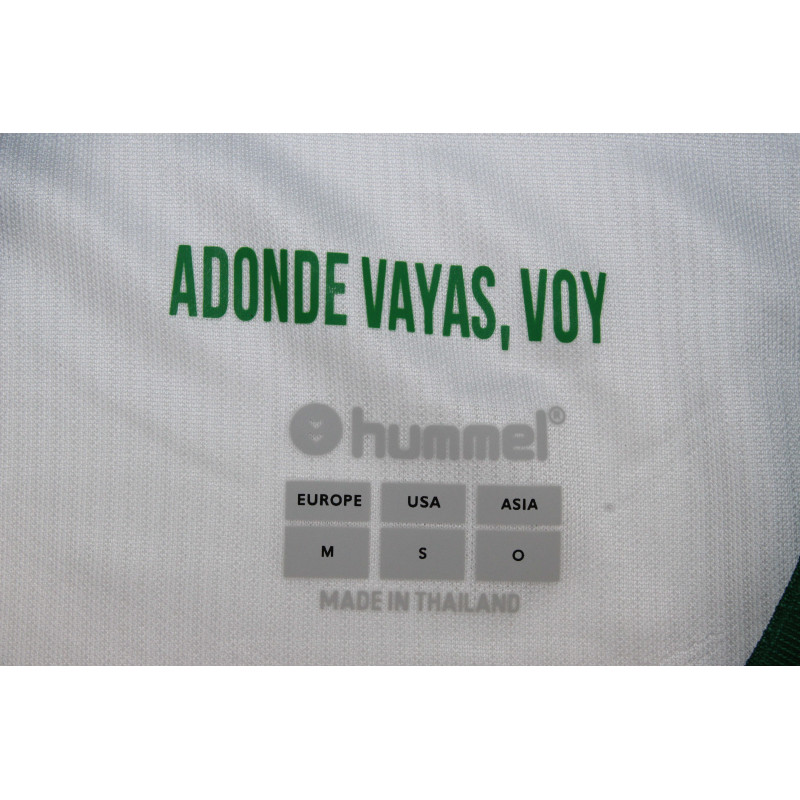 ADONDE VAYAS, VOY
hummel®
EUROPE USA ASIA
M S O
MADE IN THAILAND